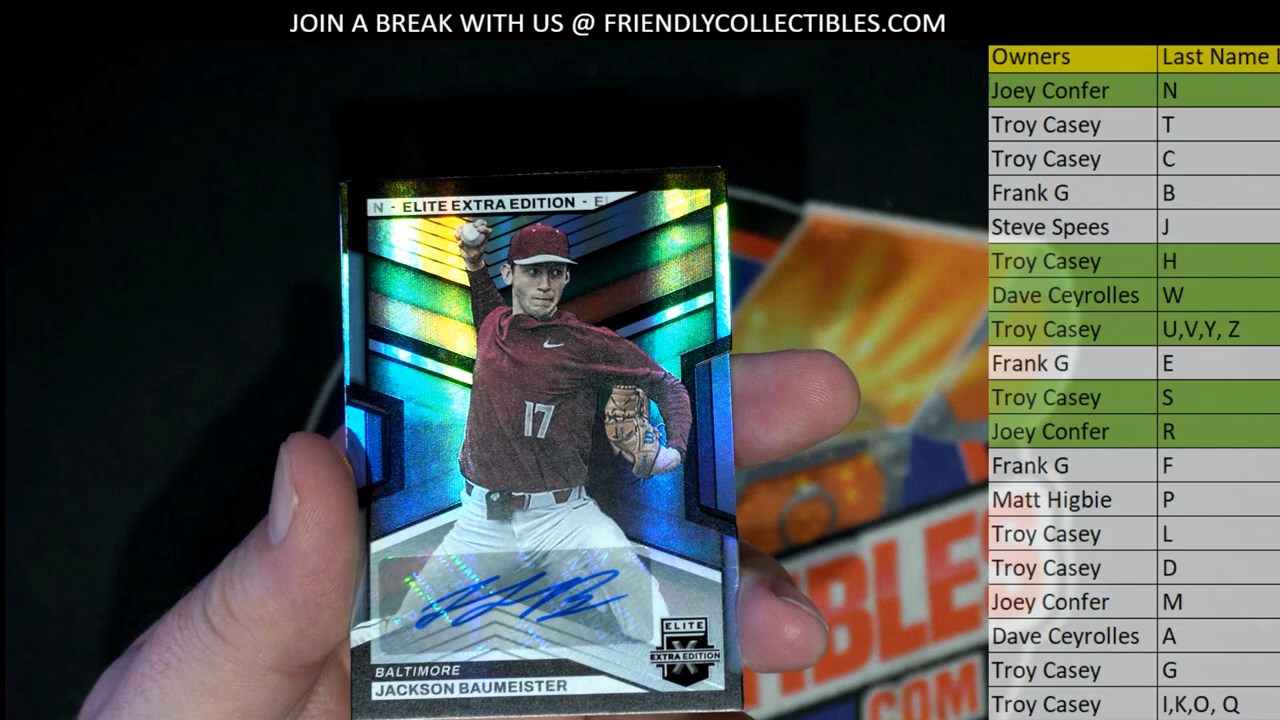 JOIN A BREAK WITH US @ FRIENDLYCOLLECTIBLES.COM
Owners Last Name
Joey Confer N
Troy Casey T
Troy Casey C
Frank G B
Steve Spees J
Troy Casey H
Dave Ceyrolles W
Troy Casey U,V,Y, Z
Frank G E
Troy Casey S
Joey Confer R
Frank G F
Matt Higbie P
Troy Casey L
Troy Casey D
Joey Confer M
Dave Ceyrolles A
Troy Casey G
Troy Casey I,K,O, Q
N - ELITE EXTRA EDITION - E
17
ELITE
X
EXTRA EDITION
BALTIMORE
JACKSON BAUMEISTER
IBLES
.COM